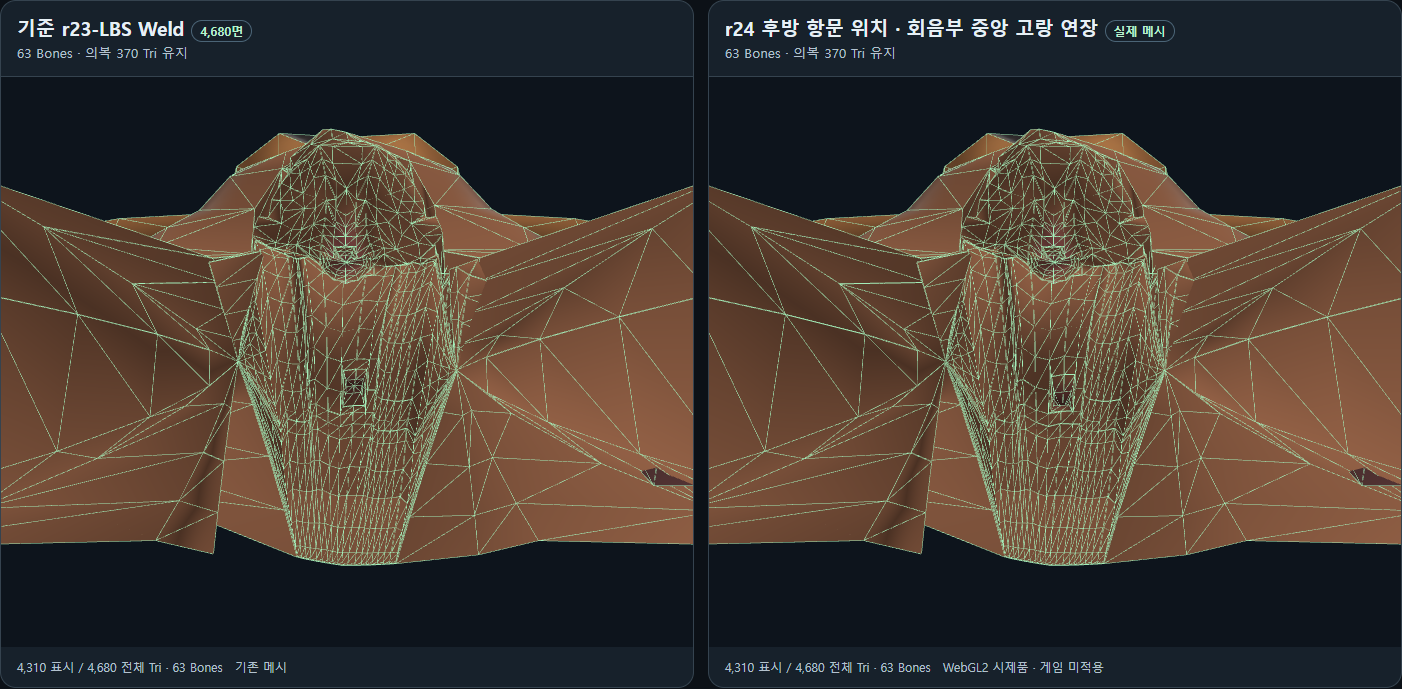 기준 r23-LBS Weld 4,680면
63 Bones · 의복 370 Tri 유지
r24 후방 항문 위치 · 회음부 중앙 고랑 연장 실제 메시
63 Bones · 의복 370 Tri 유지
4,310 표시 / 4,680 전체 Tri · 63 Bones 기존 메시
4,310 표시 / 4,680 전체 Tri · 63 Bones WebGL2 시제품 · 게임 미적용